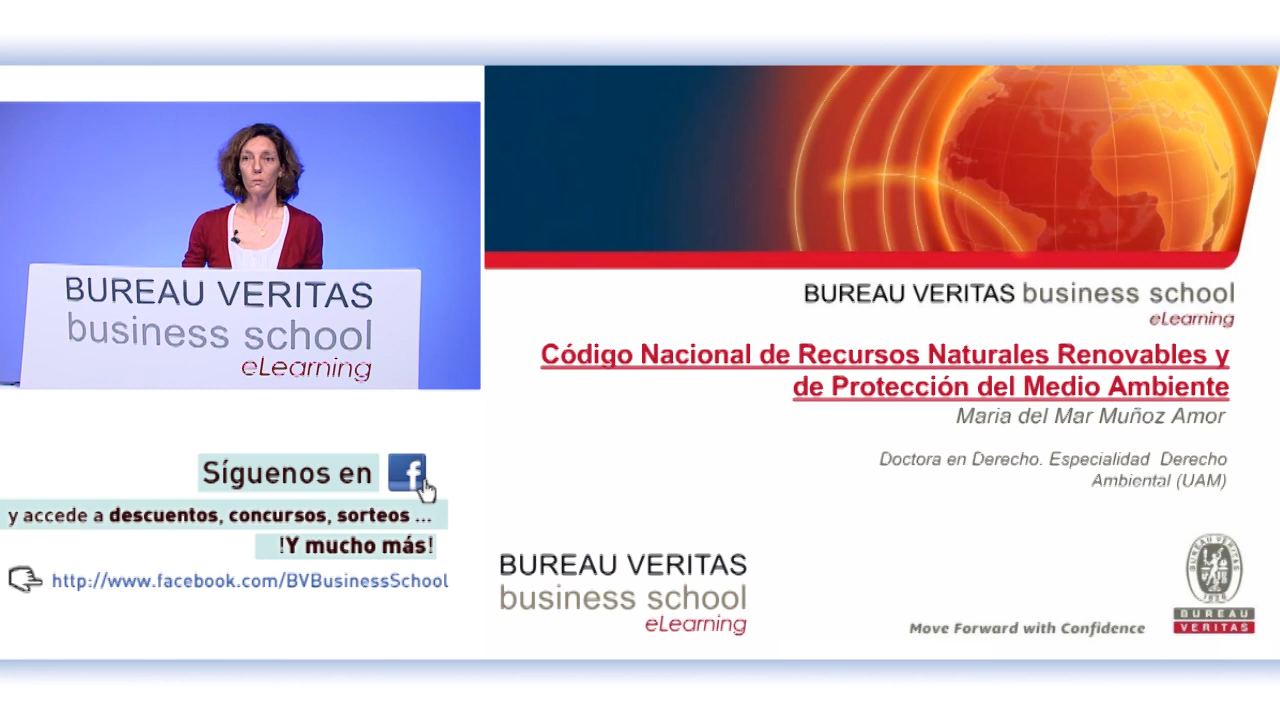 BUREAU VERITAS
business school
eLearning
Síguenos en
y accede a descuentos, concursos, sorteos ...
!Y mucho más!
http://www.facebook.com/BVBusinessSchool
BUREAU VERITAS business school
eLearning
Código Nacional de Recursos Naturales Renovables y
de Protección del Medio Ambiente
Maria del Mar Muñoz Amor
Doctora en Derecho. Especialidad Derecho
Ambiental (UAM)
BUREAU VERITAS
business school
eLearning
Move Forward with Confidence
BUREAU VERITAS
1828
BUREAU
VERITAS